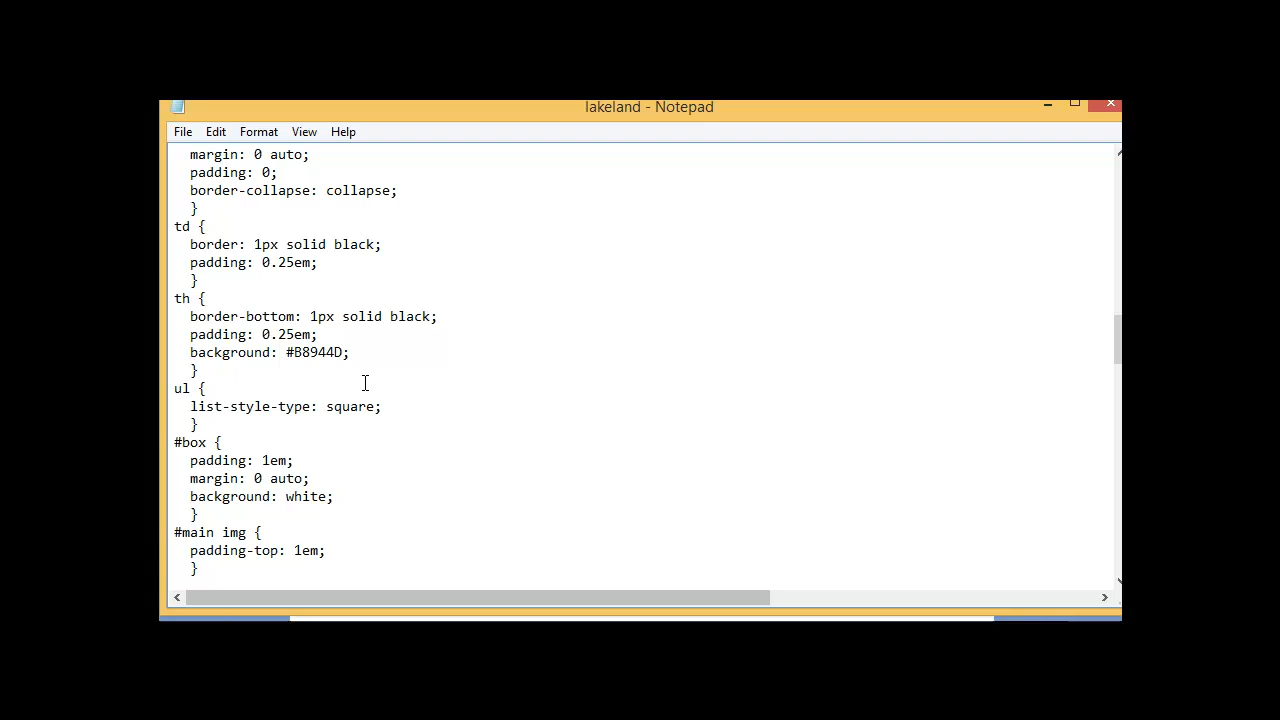 lakeland - Notepad
File Edit Format View Help
margin: 0 auto;
padding: 0;
border-collapse: collapse;
}
td {
border: 1px solid black;
padding: 0.25em;
}
th {
border-bottom: 1px solid black;
padding: 0.25em;
background: #B8944D;
}
ul {
list-style-type: square;
}
#box {
padding: 1em;
margin: 0 auto;
background: white;
}
#main img {
padding-top: 1em;
}